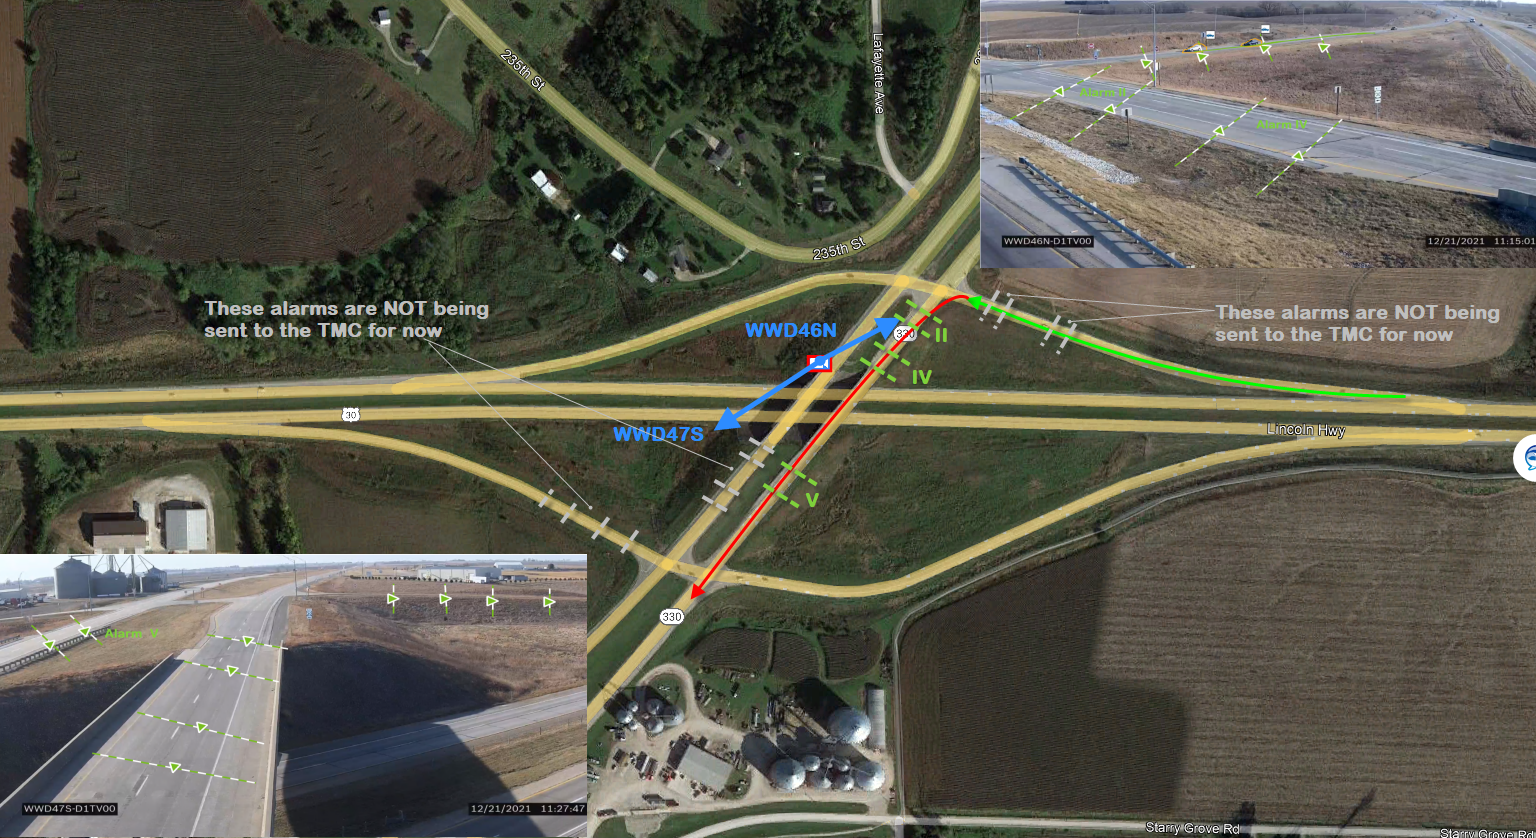 235th St
Lafayette Ave
235th St
Alarm II
Alarm IV
WWD46N-D1TV00
12/21/2021 11:15:01
These alarms are NOT being
sent to the TMC for now
WWD46N
330
II
IV
These alarms are NOT being
sent to the TMC for now
30
WWD47S
Lincoln Hwy
V
330
Alarm V
WWD47S-D1TV00
12/21/2021 11:27:47
Starry Grove Rd
Starry Grove Rd